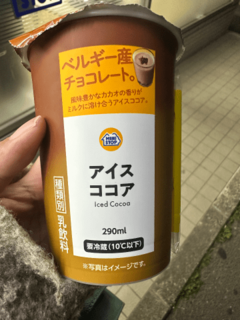 ベルギー産
チョコレート。
風味豊かなカカオの香りが
ミルクに溶け合うアイスココア。
MINI
STOP
アイス
ココア
Iced Cocoa
290ml
要冷蔵(10℃以下)
※写真はイメージです。
種類別 乳飲料